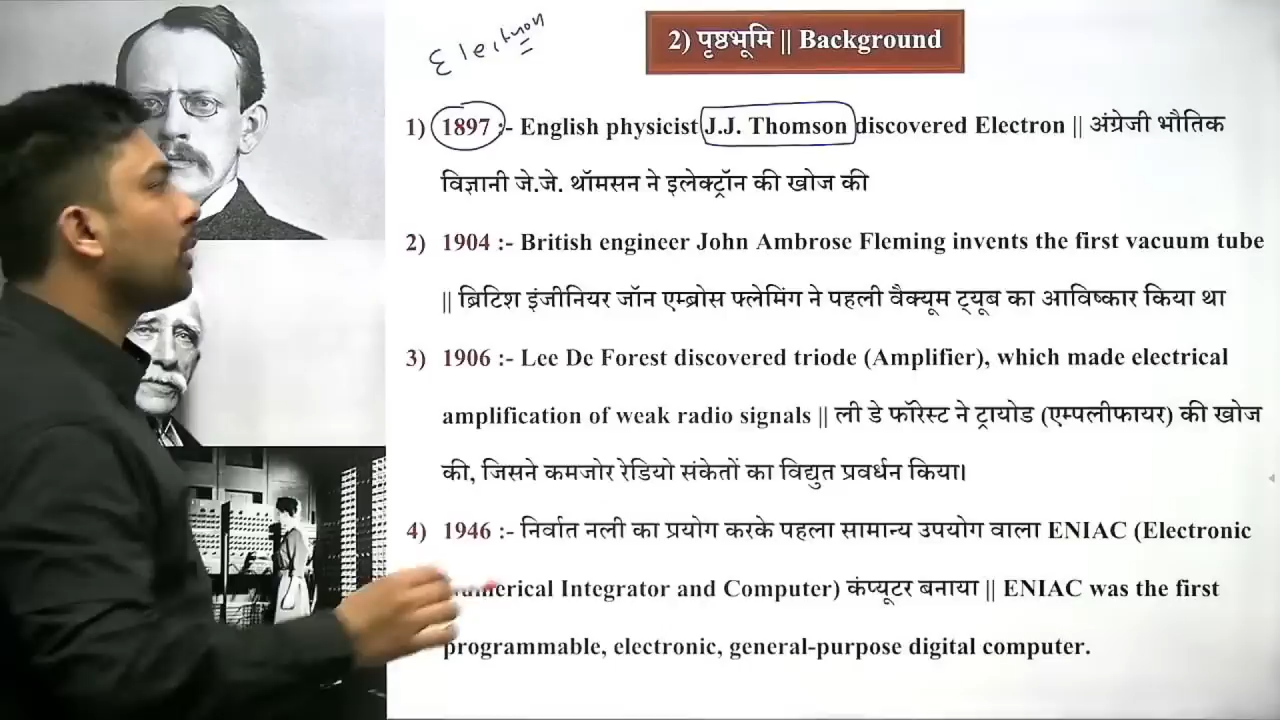 Electron
2) पृष्ठभूमि || Background
1) 1897 :- English physicist J.J. Thomson discovered Electron || अंग्रेजी भौतिक
विज्ञानी जे.जे. थॉमसन ने इलेक्ट्रॉन की खोज की
2) 1904 :- British engineer John Ambrose Fleming invents the first vacuum tube
|| ब्रिटिश इंजीनियर जॉन एम्ब्रोस फ्लेमिंग ने पहली वैक्यूम ट्यूब का आविष्कार किया था
3) 1906 :- Lee De Forest discovered triode (Amplifier), which made electrical
amplification of weak radio signals || ली डे फॉरेस्ट ने ट्रायोड (एम्पलीफायर) की खोज
की, जिसने कमजोर रेडियो संकेतों का विद्युत प्रवर्धन किया।
4) 1946 :- निर्वात नली का प्रयोग करके पहला सामान्य उपयोग वाला ENIAC (Electronic
Integrator and Computer) कंप्यूटर बनाया || ENIAC was the first
programmable, electronic, general-purpose digital computer.